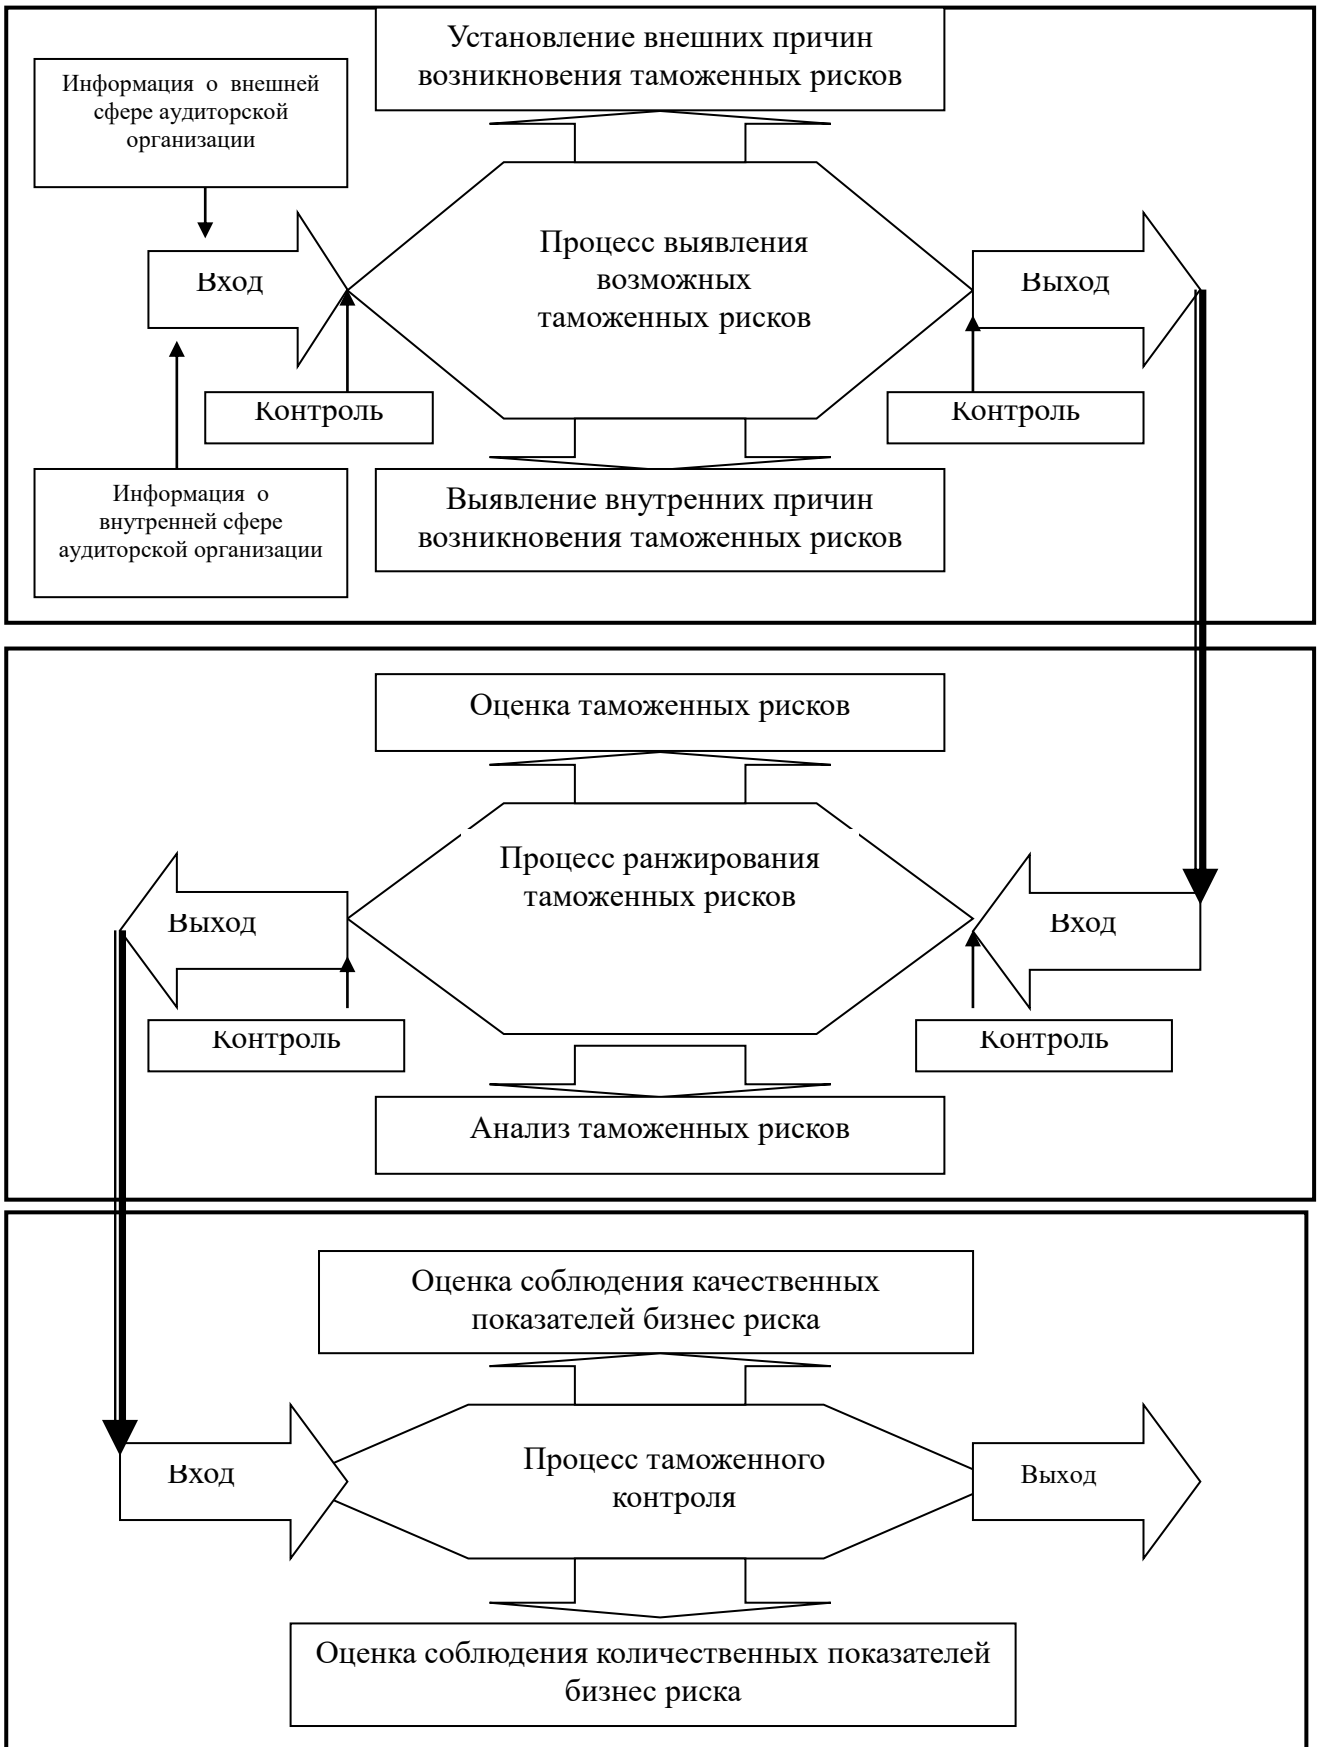 Установление внешних причин
возникновения таможенных рисков
Информация о внешней
сфере аудиторской
организации
Процесс выявления
возможных
таможенных рисков
Вход
Выход
Контроль
Контроль
Информация о
внутренней сфере
аудиторской организации
Выявление внутренних причин
возникновения таможенных рисков
Оценка таможенных рисков
Процесс ранжирования
таможенных рисков
Выход
Вход
Контроль
Контроль
Анализ таможенных рисков
Оценка соблюдения качественных
показателей бизнес риска
Процесс таможенного
контроля
Вход
Выход
Оценка соблюдения количественных показателей
бизнес риска